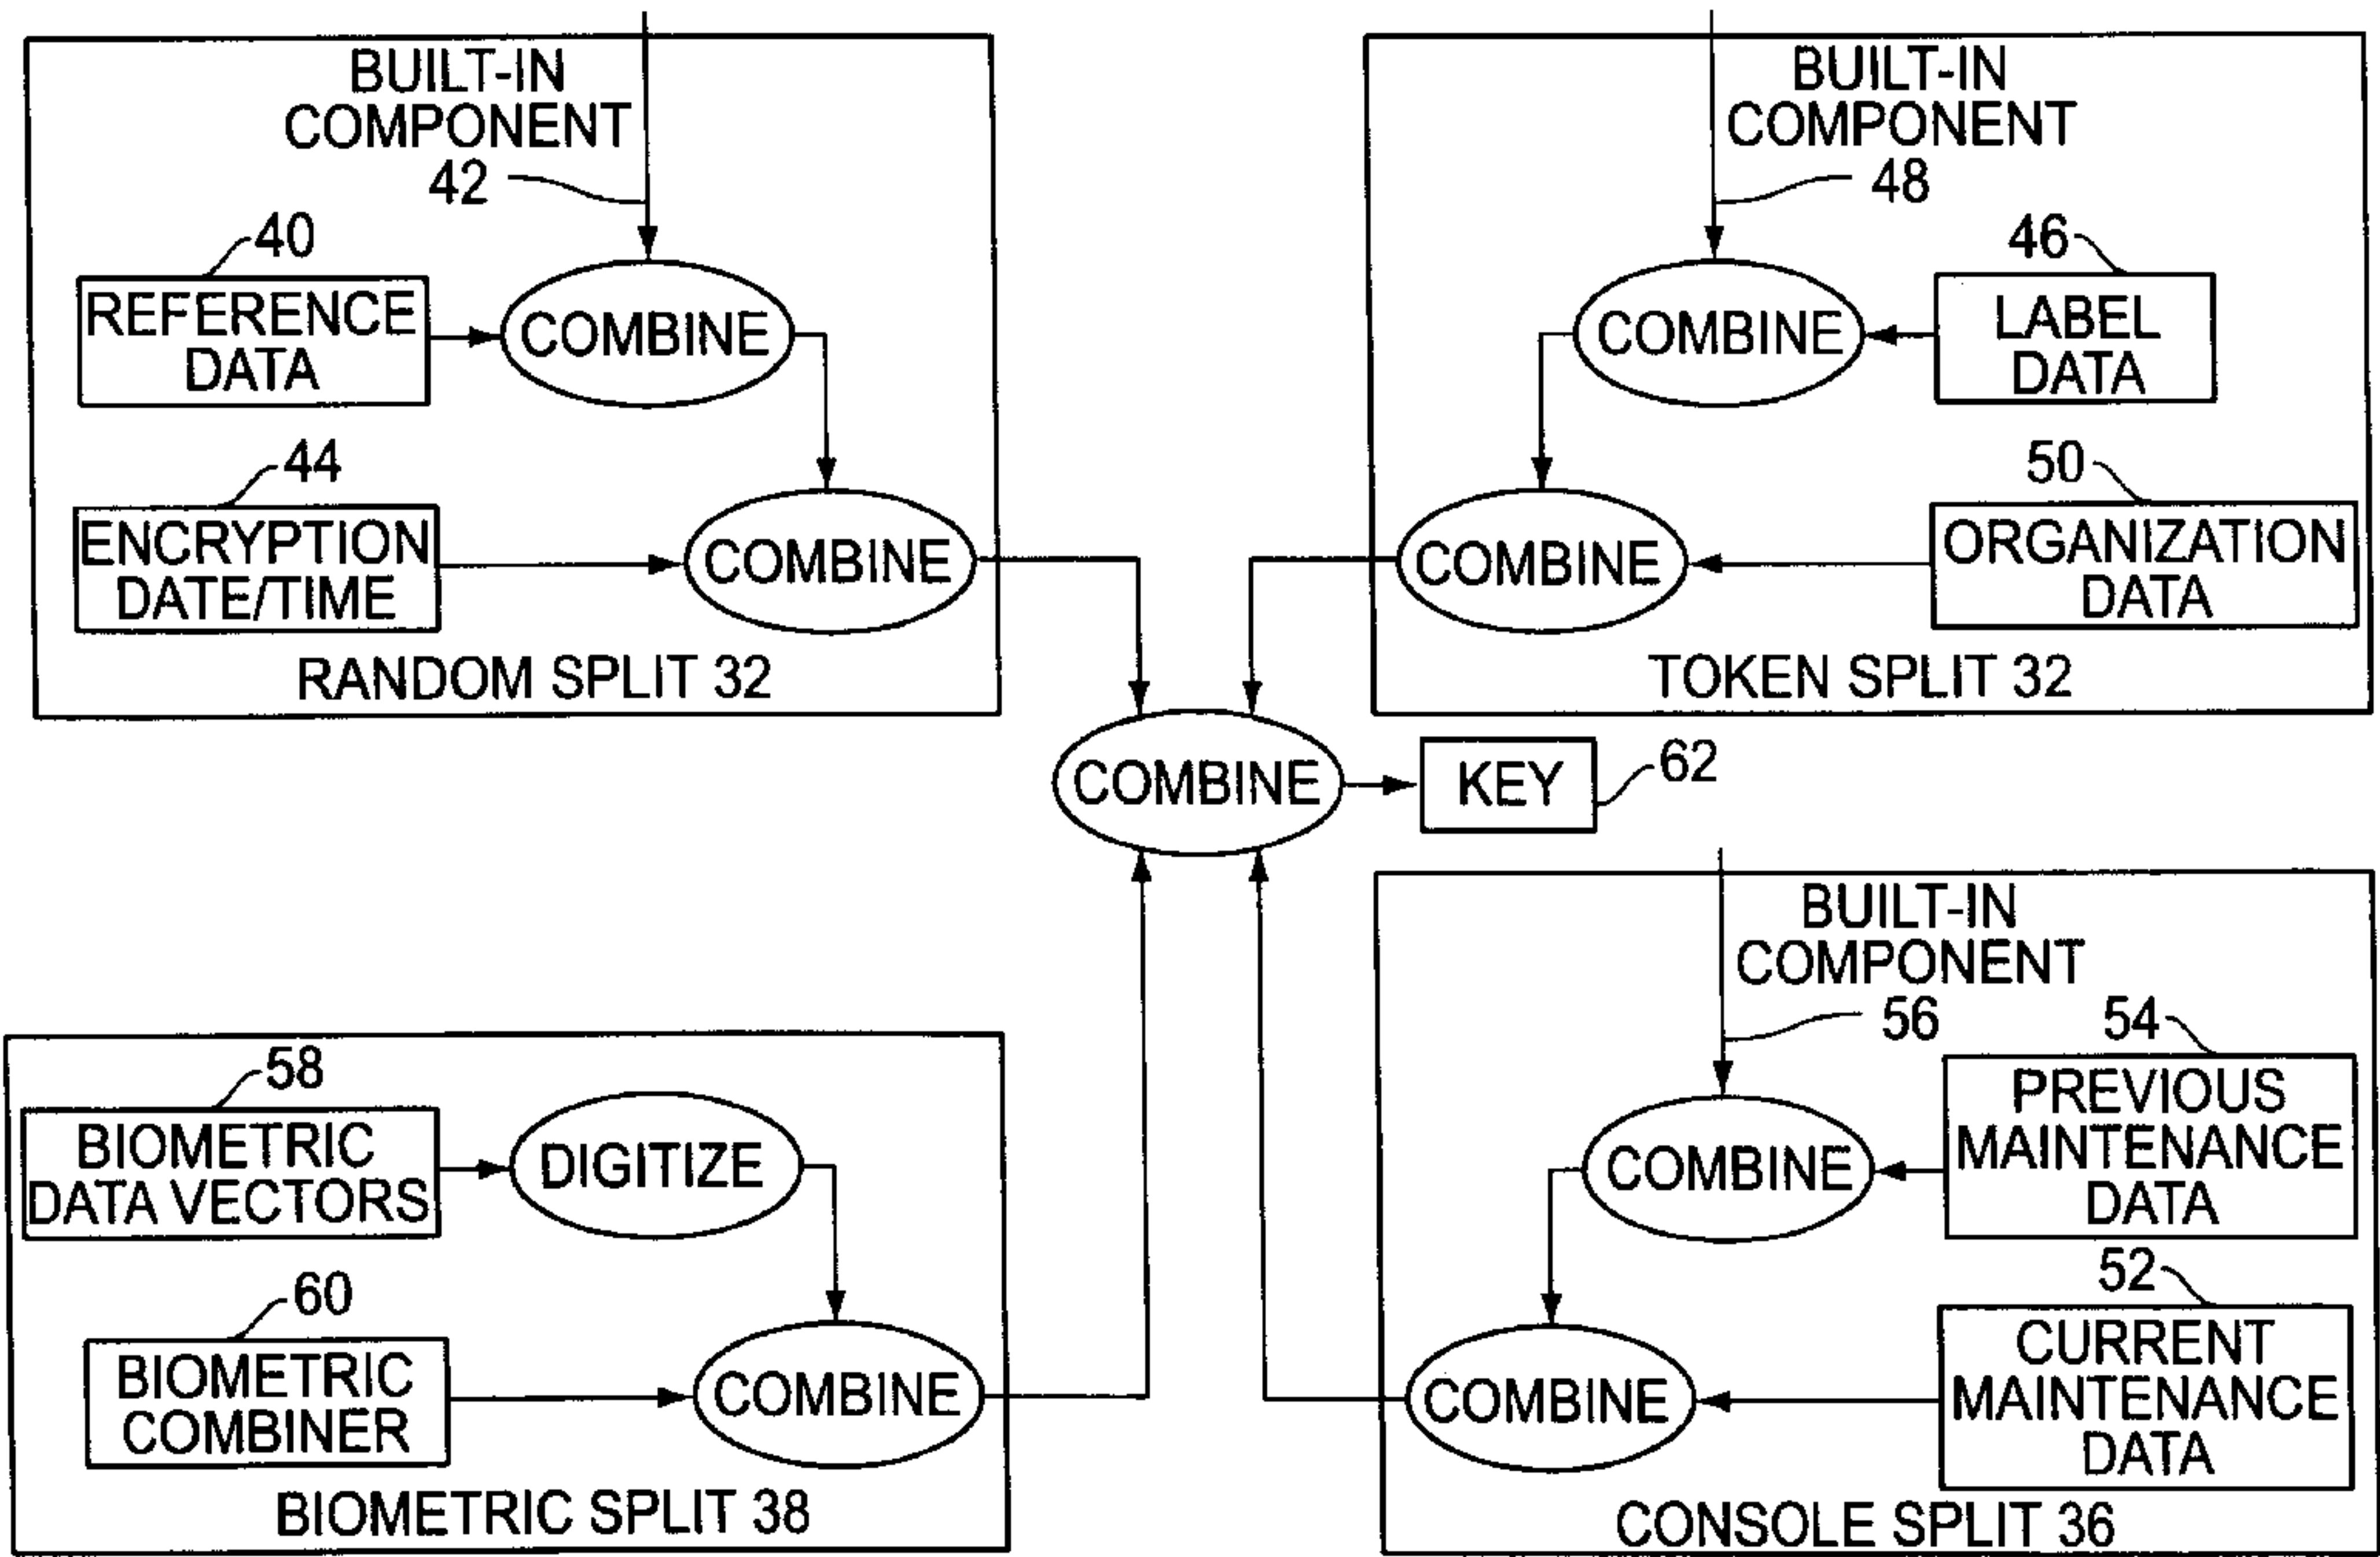 BUILT-IN
COMPONENT
42
40
REFERENCE
DATA
COMBINE
44
ENCRYPTION
DATE/TIME
COMBINE
RANDOM SPLIT 32
BUILT-IN
COMPONENT
48
46
COMBINE
LABEL
DATA
50
COMBINE
ORGANIZATION
DATA
TOKEN SPLIT 32
COMBINE
KEY
62
58
BIOMETRIC
DATA VECTORS
DIGITIZE
60
BIOMETRIC
COMBINER
COMBINE
BIOMETRIC SPLIT 38
BUILT-IN
COMPONENT
56
54
COMBINE
PREVIOUS
MAINTENANCE
DATA
52
COMBINE
CURRENT
MAINTENANCE
DATA
CONSOLE SPLIT 36